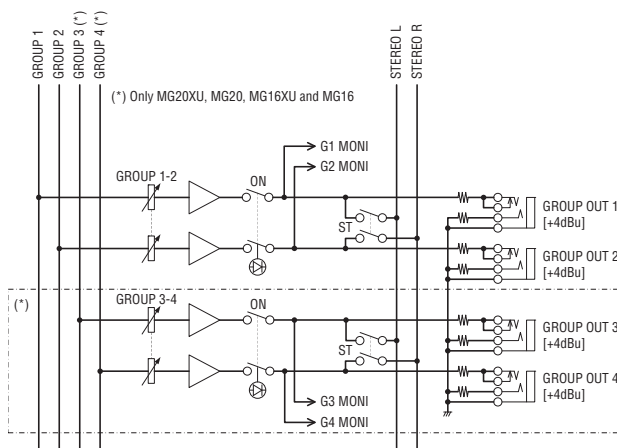 GROUP 1
GROUP 2
GROUP 3 (*)
GROUP 4 (*)
STEREO L
STEREO R
(*) Only MG20XU, MG20, MG16XU and MG16
G1 MONI
G2 MONI
GROUP 1-2
ON
ST
GROUP OUT 1
[+4dBu]
GROUP OUT 2
[+4dBu]
(*)
GROUP 3-4
ON
ST
GROUP OUT 3
[+4dBu]
GROUP OUT 4
[+4dBu]
G3 MONI
G4 MONI